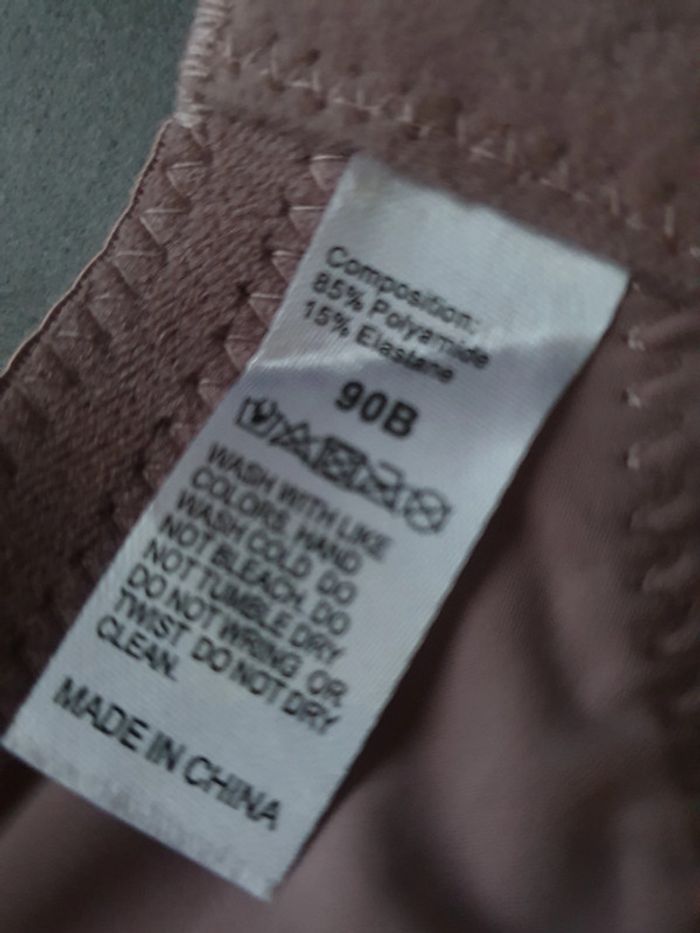 Composition:
85% Polyamide
15% Elastane
90B
WASH WITH LIKE
COLORS. HAND
WASH COLD DO
NOT BLEACH. DO
NOT TUMBLE DRY
DO NOT WRING OR
TWIST DO NOT DRY
CLEAN.
MADE IN CHINA